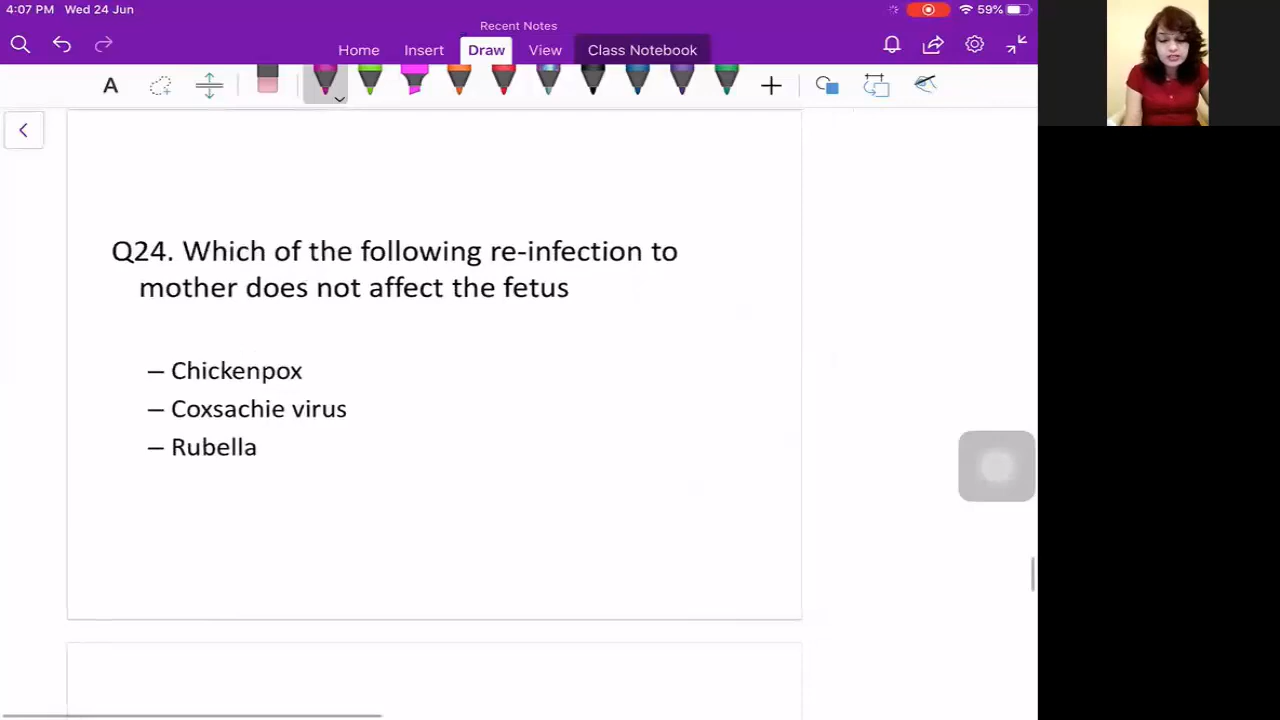 4:07 PM Wed 24 Jun
59%
Recent Notes
Home Insert Draw View Class Notebook
A
Q24. Which of the following re-infection to
mother does not affect the fetus
– Chickenpox
– Coxsachie virus
– Rubella